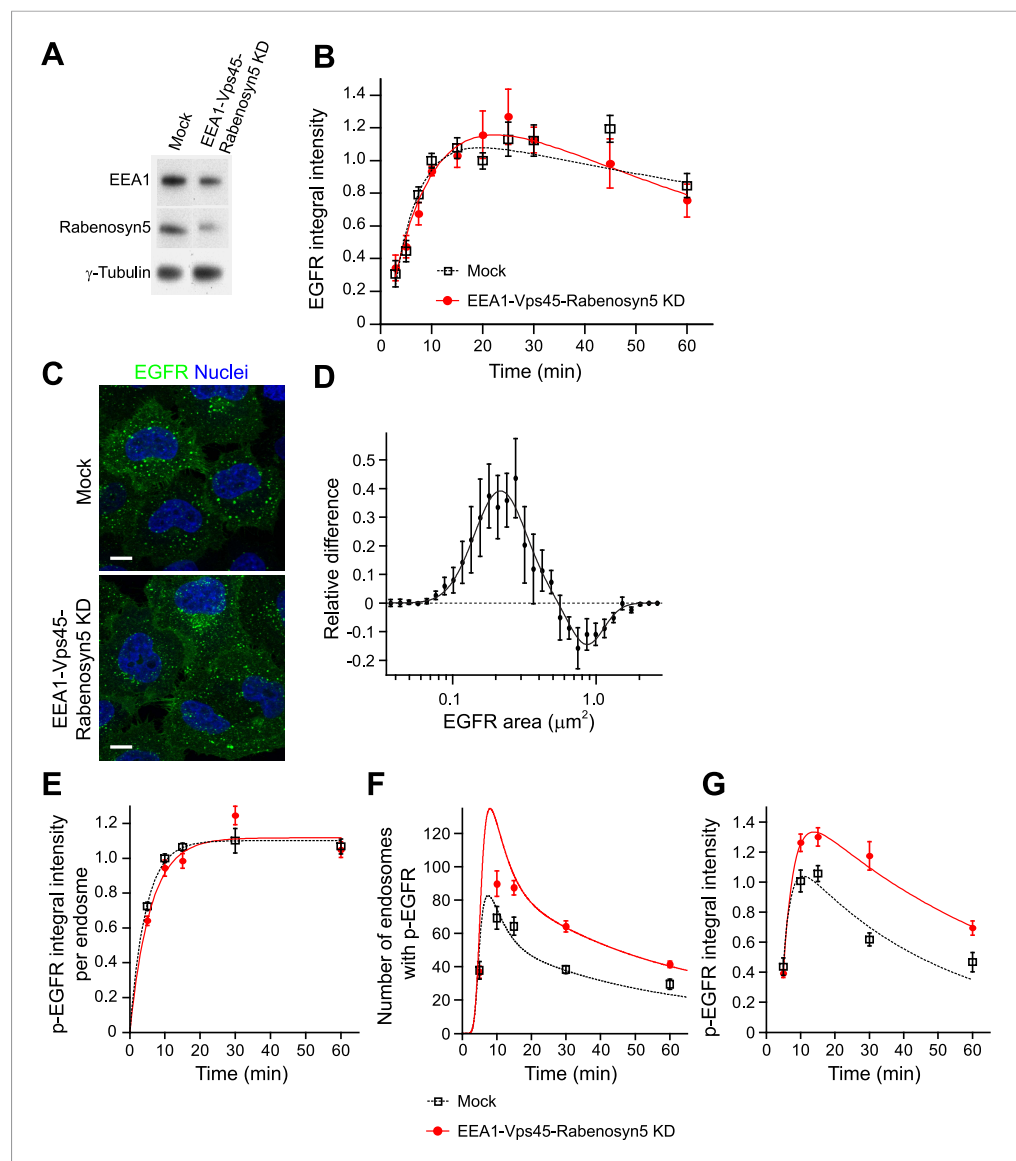 A
Mock
EEA1-Vps45-
Rabenosyn5 KD
EEA1
Rabenosyn5
γ-Tubulin
B
EGFR integral intensity
1.4
1.2
1.0
0.8
0.6
0.4
0.2
0
0 10 20 30 40 50 60
Time (min)
Mock
EEA1-Vps45-Rabenosyn5 KD
C
EGFR Nuclei
Mock
EEA1-Vps45-
Rabenosyn5 KD
D
Relative difference
0.5
0.4
0.3
0.2
0.1
0
-0.1
-0.2
0.1 1.0
EGFR area (μm²)
E
p-EGFR integral intensity
per endosome
1.4
1.2
1.0
0.8
0.6
0.4
0.2
0
0 10 20 30 40 50 60
Time (min)
F
Number of endosomes
with p-EGFR
120
100
80
60
40
20
0
0 10 20 30 40 50 60
Time (min)
G
p-EGFR integral intensity
1.4
1.2
1.0
0.8
0.6
0.4
0.2
0
0 10 20 30 40 50 60
Time (min)
Mock
EEA1-Vps45-Rabenosyn5 KD